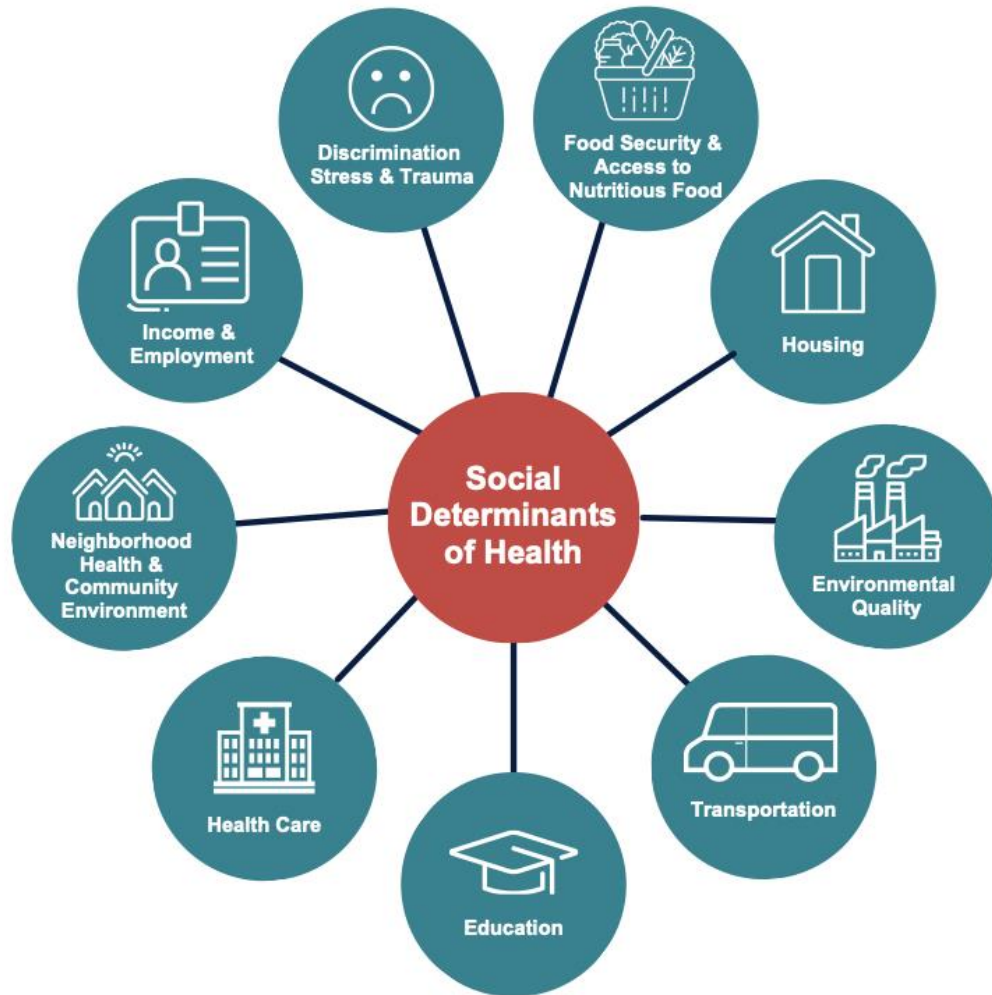 Discrimination
Stress & Trauma
Food Security &
Access to
Nutritious Food
Income &
Employment
Housing
Social
Determinants
of Health
Neighborhood
Health &
Community
Environment
Environmental
Quality
Health Care
Transportation
Education